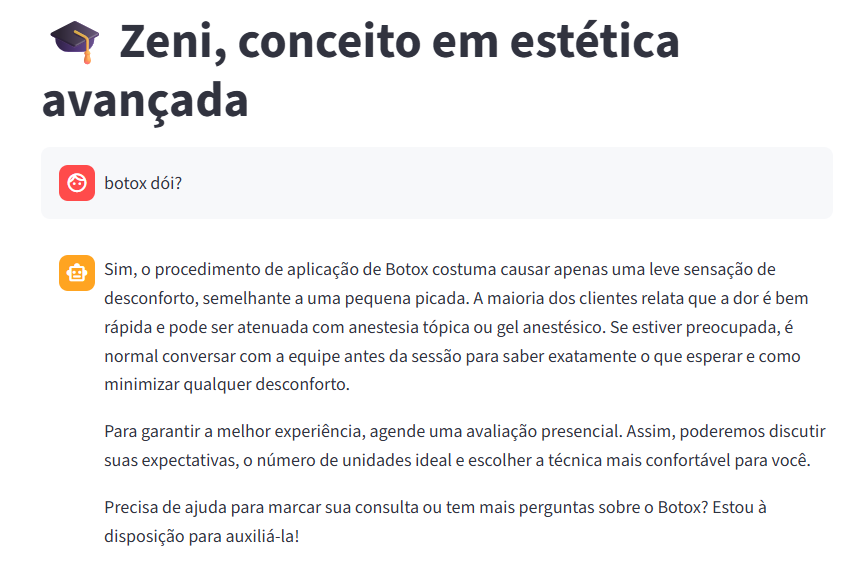 Zeni, conceito em estética
avançada
botox dói?
Sim, o procedimento de aplicação de Botox costuma causar apenas uma leve sensação de
desconforto, semelhante a uma pequena picada. A maioria dos clientes relata que a dor é bem
rápida e pode ser atenuada com anestesia tópica ou gel anestésico. Se estiver preocupada, é
normal conversar com a equipe antes da sessão para saber exatamente o que esperar e como
minimizar qualquer desconforto.
Para garantir a melhor experiência, agende uma avaliação presencial. Assim, poderemos discutir
suas expectativas, o número de unidades ideal e escolher a técnica mais confortável para você.
Precisa de ajuda para marcar sua consulta ou tem mais perguntas sobre o Botox? Estou à
disposição para auxiliá-la!